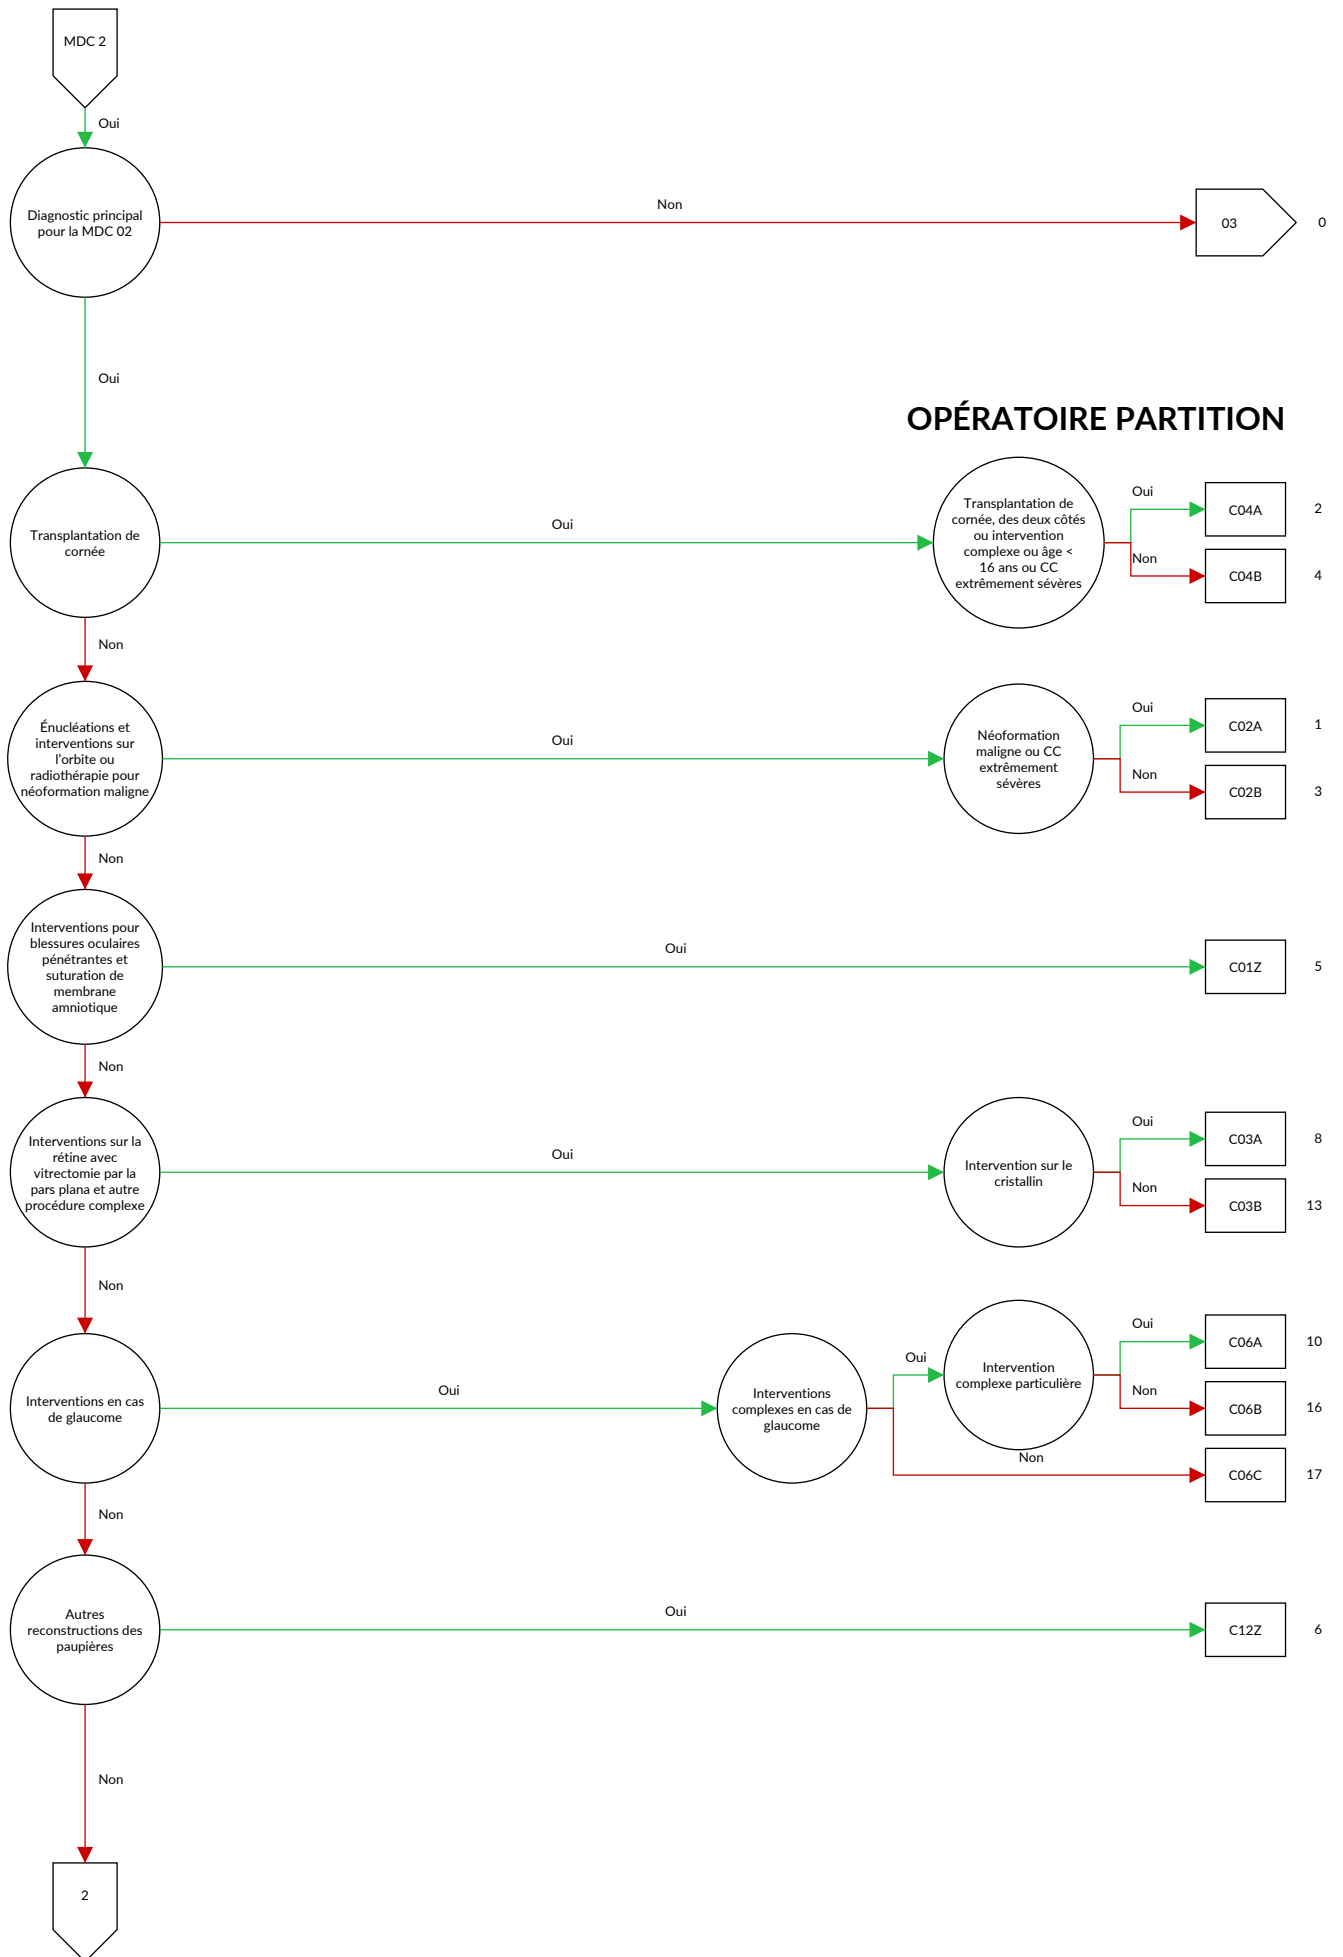 MDC 2
Oui
Diagnostic principal
pour la MDC 02
Non
03
0
Oui
OPÉRATOIRE PARTITION
Transplantation de
cornée
Oui
Transplantation de
cornée, des deux côtés
ou intervention
complexe ou âge <
16 ans ou CC
extrêmement sévères
Oui
C04A
2
Non
C04B
4
Non
Énucléations et
interventions sur
l'orbite ou
radiothérapie pour
néoformation maligne
Oui
Néoformation
maligne ou CC
extrêmement
sévères
Oui
C02A
1
Non
C02B
3
Non
Interventions pour
blessures oculaires
pénétrantes et
suturation de
membrane
amniotique
Oui
C01Z
5
Non
Interventions sur la
rétine avec
vitrectomie par la
pars plana et autre
procédure complexe
Oui
Intervention sur le
cristallin
Oui
C03A
8
Non
C03B
13
Non
Interventions en cas
de glaucome
Oui
Interventions
complexes en cas de
glaucome
Oui
Intervention
complexe particulière
Oui
C06A
10
Non
C06B
16
Non
C06C
17
Non
Autres
reconstructions des
paupières
Oui
C12Z
6
Non
2